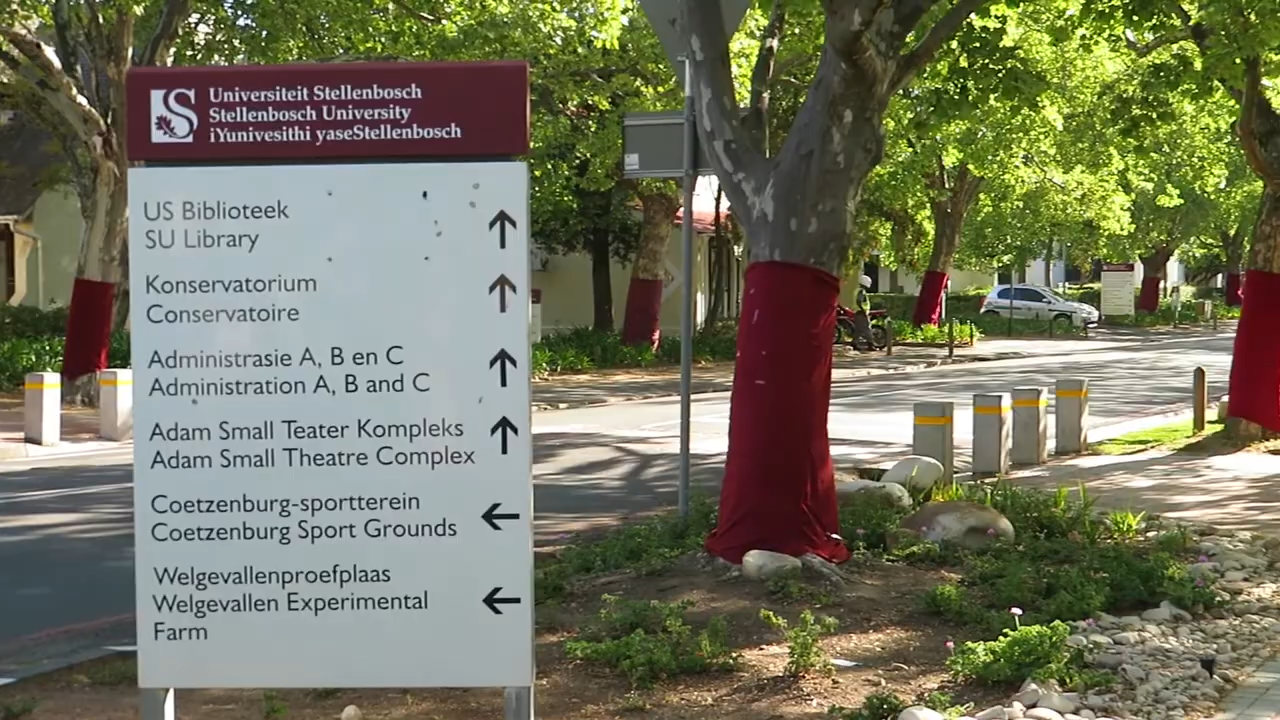 Universiteit Stellenbosch
Stellenbosch University
iYunivesithi yaseStellenbosch
US Biblioteek
SU Library
Konservatorium
Conservatoire
Administrasie A, B en C
Administration A, B and C
Adam Small Teater Kompleks
Adam Small Theatre Complex
Coetzenburg-sportterein
Coetzenburg Sport Grounds
Welgevallenproefplaas
Welgevallen Experimental
Farm